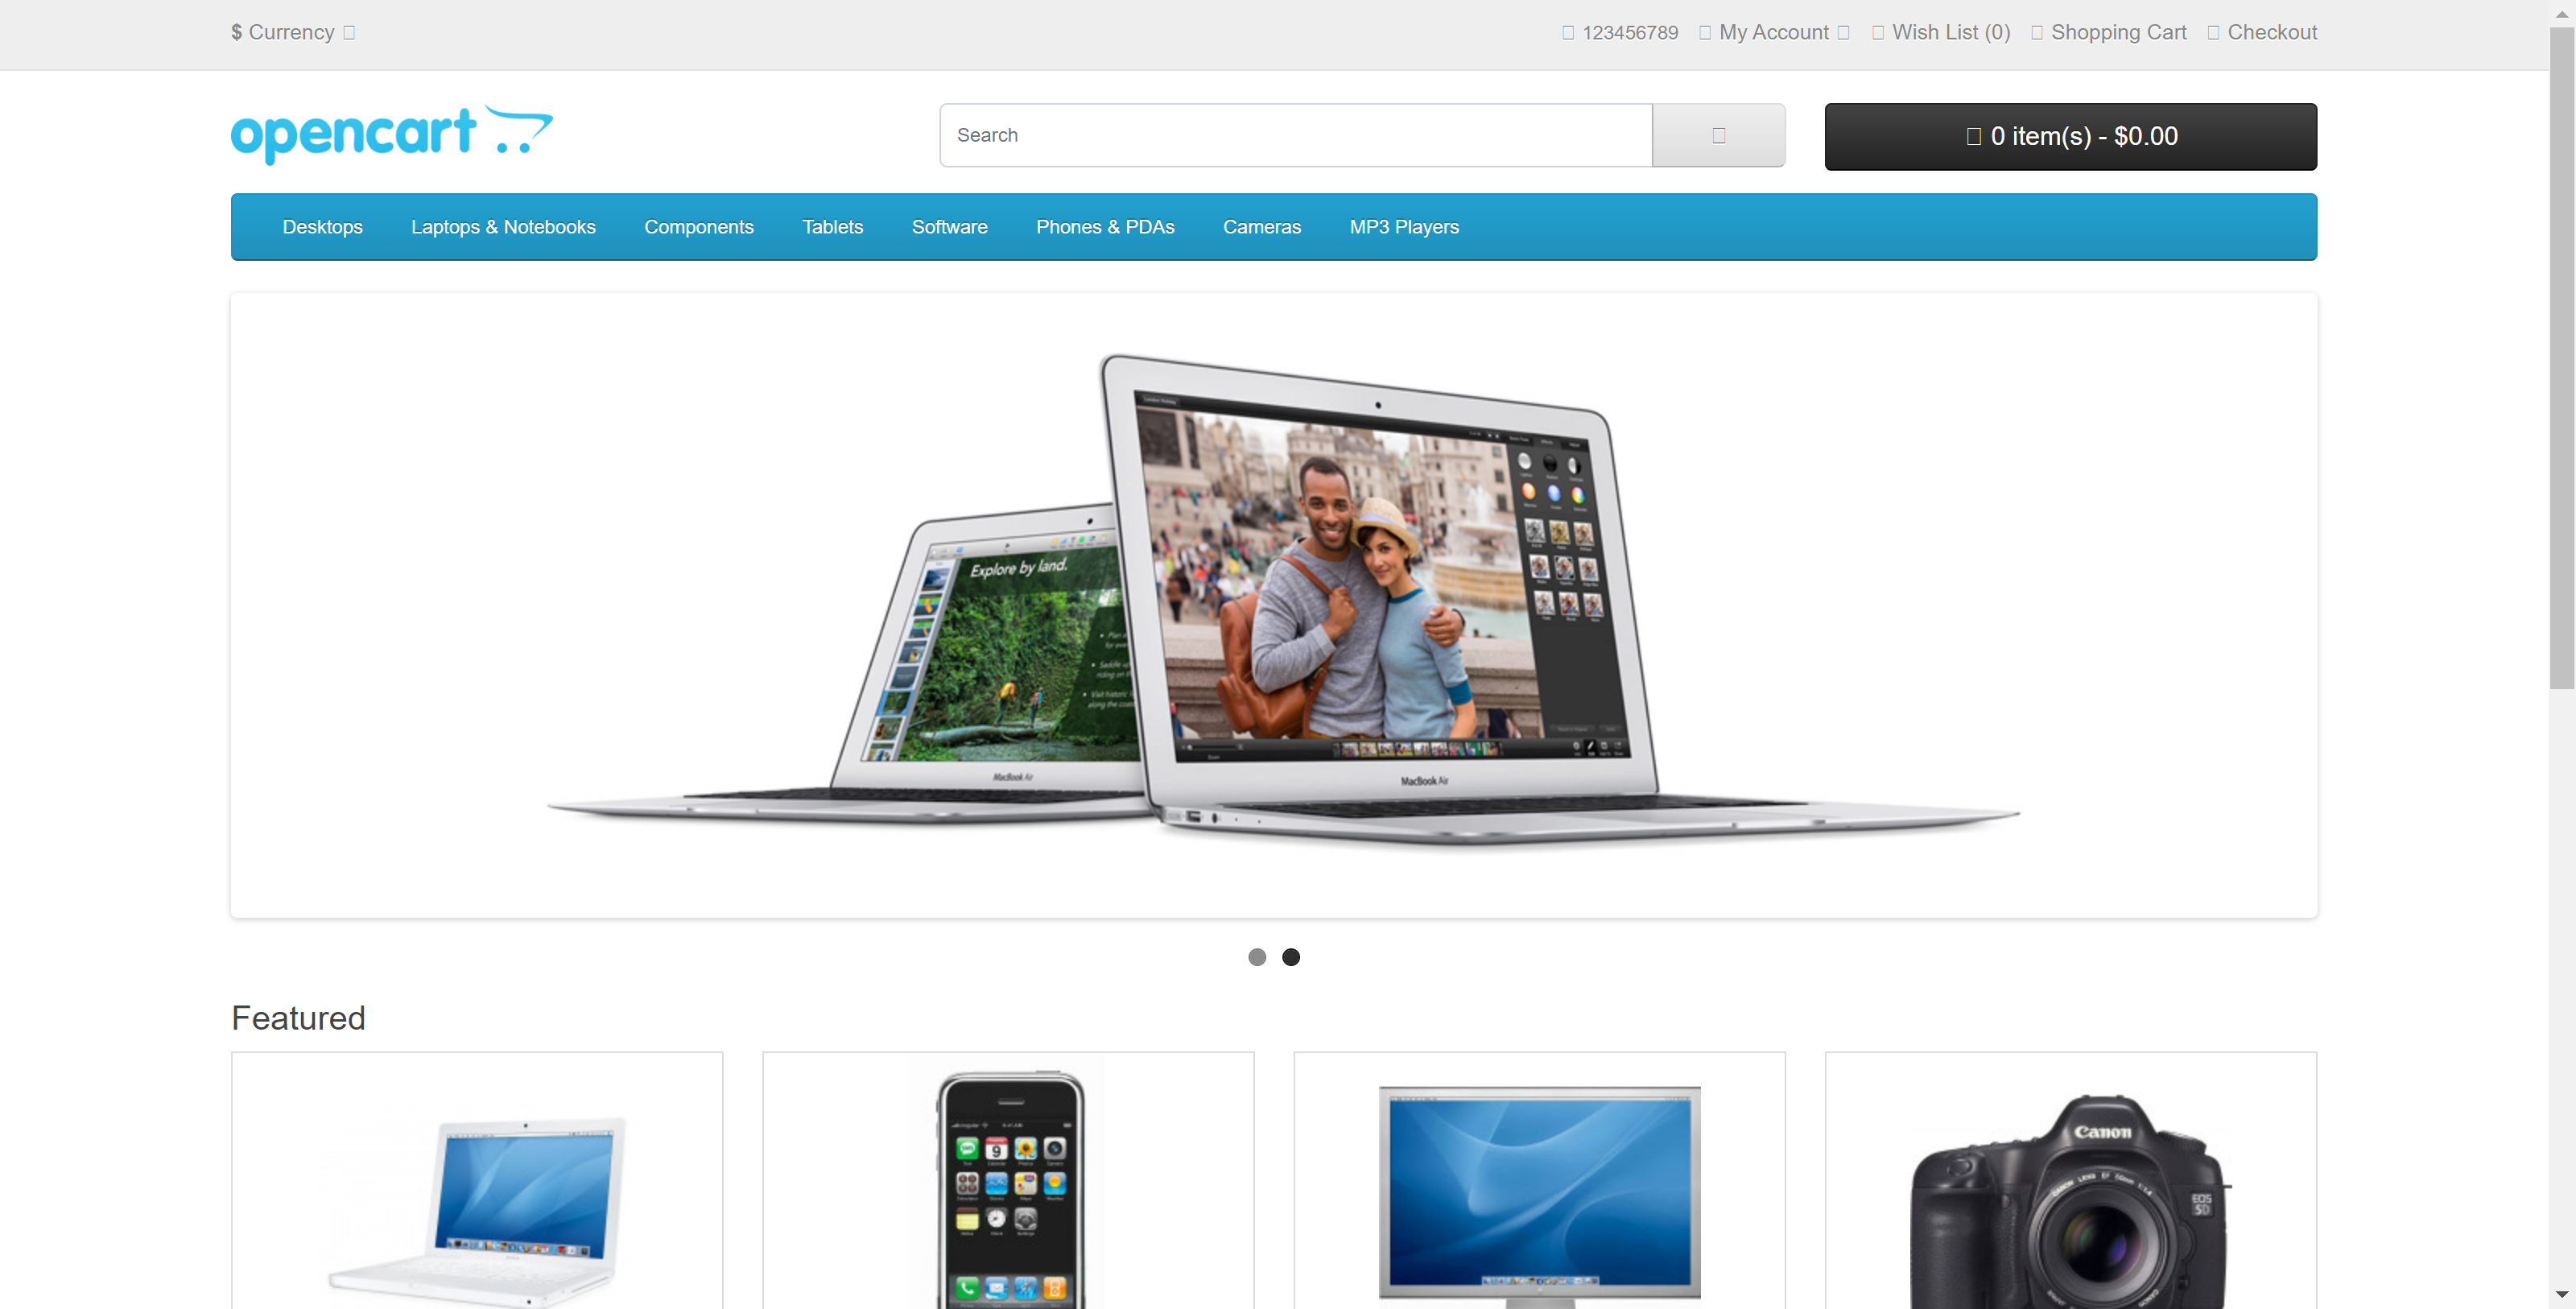 $ Currency
123456789 My Account Wish List (0) Shopping Cart Checkout
opencart
Search
0 item(s) - $0.00
Desktops Laptops & Notebooks Components Tablets Software Phones & PDAs Cameras MP3 Players
Explore by land.
MacBook Air
MacBook Air
Featured
Canon
EOS
5D